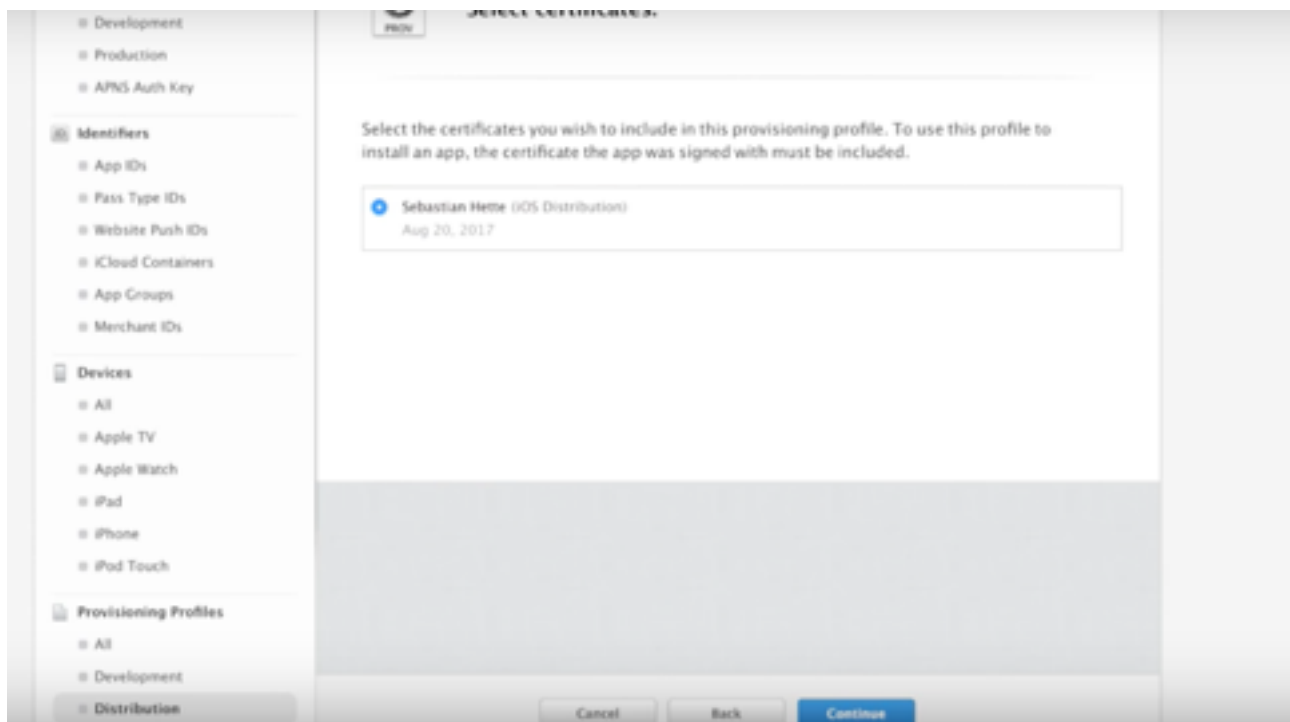 Development
Production
APNS Auth Key
Identifiers
App IDs
Pass Type IDs
Website Push IDs
iCloud Containers
App Groups
Merchant IDs
Devices
All
Apple TV
Apple Watch
iPad
iPhone
iPod Touch
Provisioning Profiles
All
Development
Distribution
PROV
Select certificates.
Select the certificates you wish to include in this provisioning profile. To use this profile to
install an app, the certificate the app was signed with must be included.
Sebastian Hette (iOS Distribution)
Aug 20, 2017
Cancel
Back
Continue